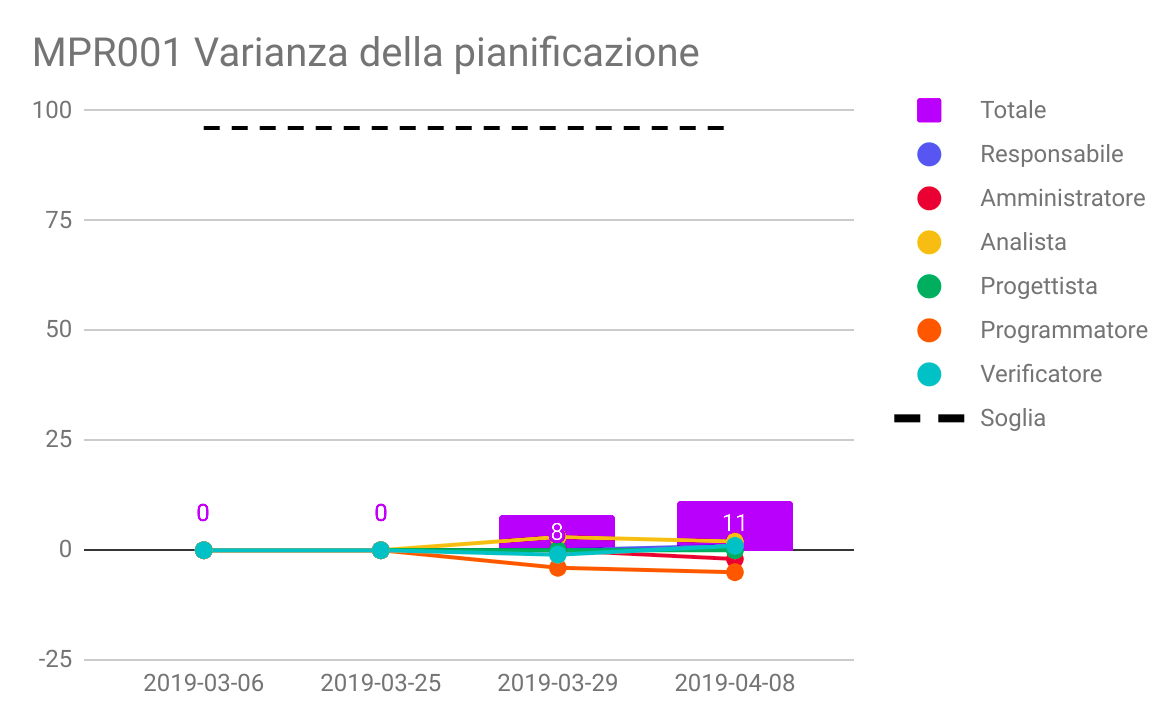 MPR001 Varianza della pianificazione
100
75
50
25
0
-25
0
0
8
11
2019-03-06
2019-03-25
2019-03-29
2019-04-08
Totale
Responsabile
Amministratore
Analista
Progettista
Programmatore
Verificatore
Soglia